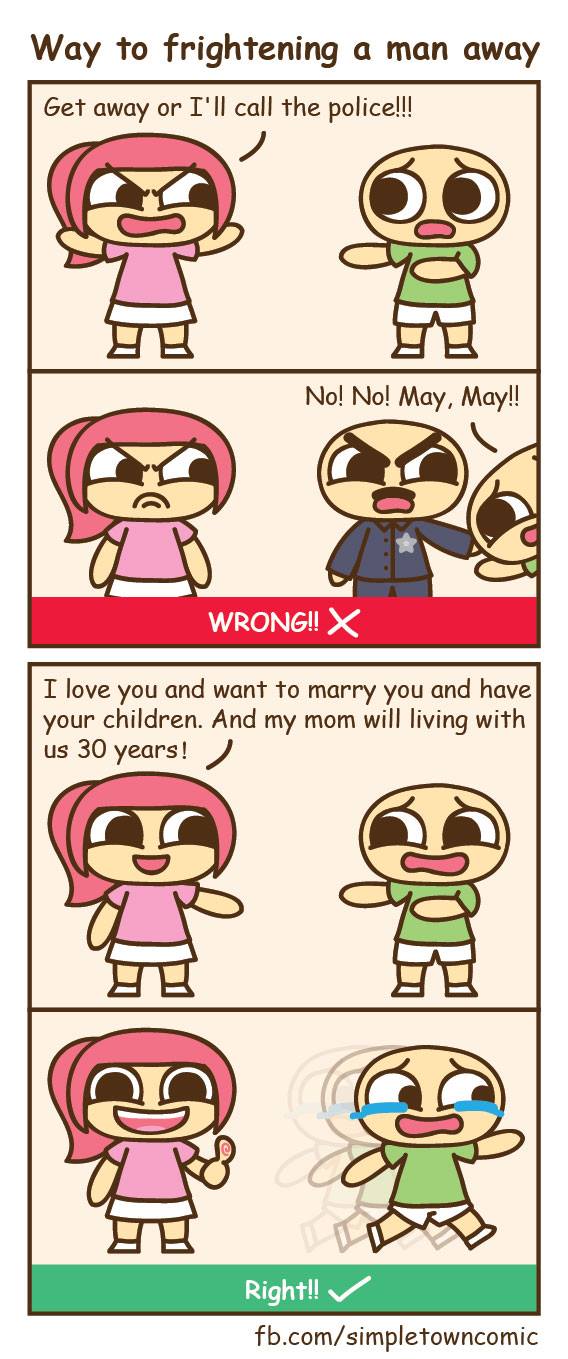 Way to frightening a man away
Get away or I'll call the police!!!
No! No! May, May!!
WRONG!!
I love you and want to marry you and have
your children. And my mom will living with
us 30 years!
Right!!
fb.com/simpletowncomic